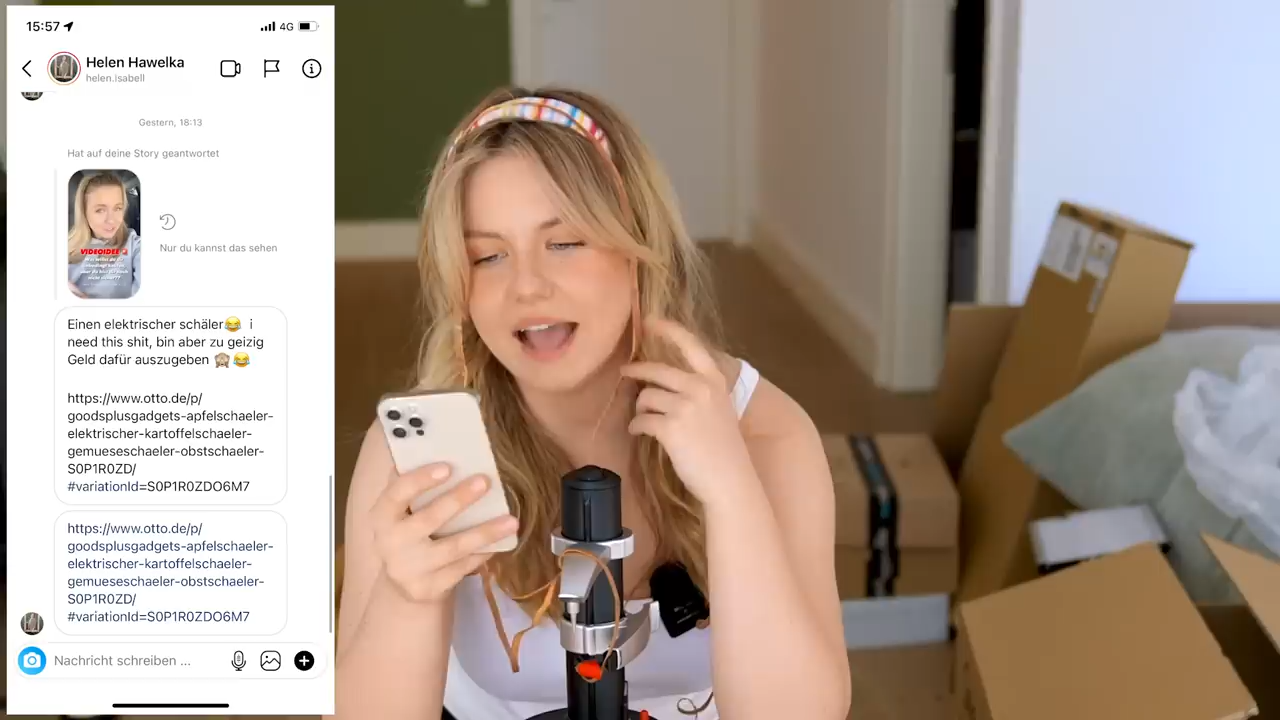 15:57
4G
Helen Hawelka
helen.isabell
Gestern, 18:13
Hat auf deine Story geantwortet
VIDEOIDEE
Nur du kannst das sehen
Einen elektrischer schäler😂 i
need this shit, bin aber zu geizig
Geld dafür auszugeben 🙈😂
https://www.otto.de/p/
goodsplusgadgets-apfelschaeler-
elektrischer-kartoffelschaeler-
gemueseschaeler-obstschaeler-
S0P1R0ZD/
#variationId=S0P1R0ZDO6M7
https://www.otto.de/p/
goodsplusgadgets-apfelschaeler-
elektrischer-kartoffelschaeler-
gemueseschaeler-obstschaeler-
S0P1R0ZD/
#variationId=S0P1R0ZDO6M7
Nachricht schreiben ...